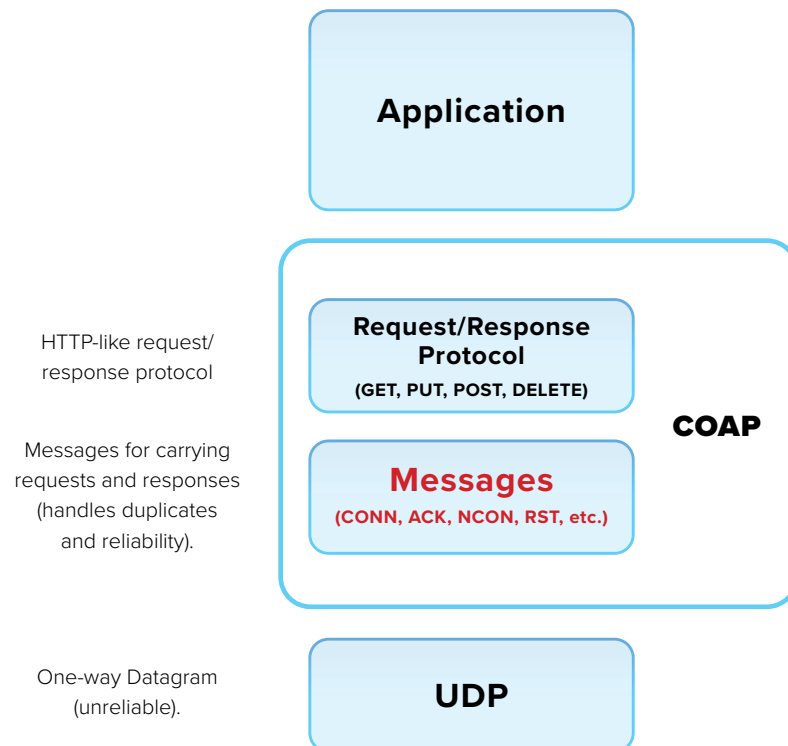 Application
HTTP-like request/
response protocol
Request/Response
Protocol
(GET, PUT, POST, DELETE)
COAP
Messages for carrying
requests and responses
(handles duplicates
and reliability).
Messages
(CONN, ACK, NCON, RST, etc.)
One-way Datagram
(unreliable).
UDP